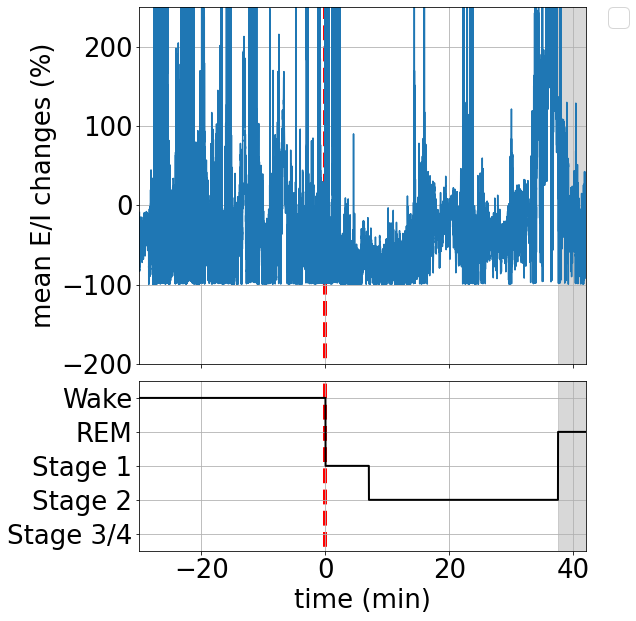 mean E/I changes (%)
200
100
0
−100
−200
Wake
REM
Stage 1
Stage 2
Stage 3/4
−20
0
20
40
time (min)